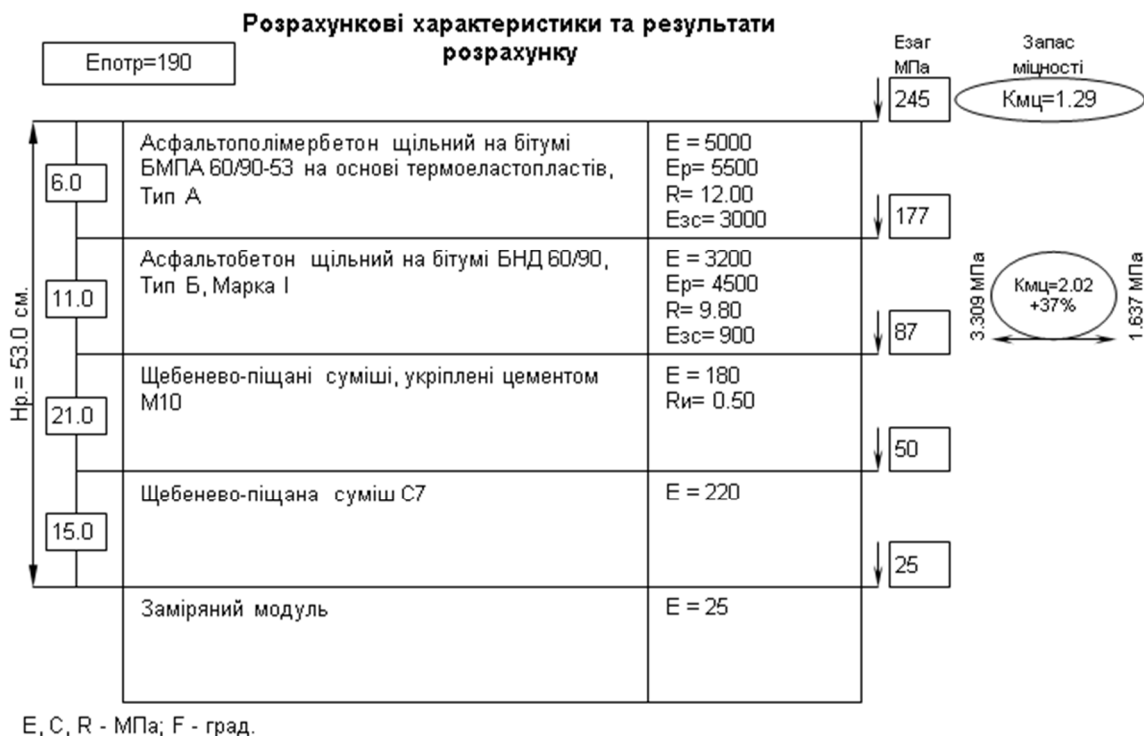 Розрахункові характеристики та результати
розрахунку
Eпотр=190
Eзаг
МПа
Запас
міцності
245
Кмц=1.29
Hр.= 53.0 см.
6.0
Асфальтополімербетон щільний на бітумі
БМПА 60/90-53 на основі термоеластопластів,
Тип А
E = 5000
Eр= 5500
R= 12.00
Eзс= 3000
177
11.0
Асфальтобетон щільний на бітумі БНД 60/90,
Тип Б, Марка I
E = 3200
Eр= 4500
R= 9.80
Eзс= 900
87
3.309 МПа
Кмц=2.02
+37%
1.637 МПа
21.0
Щебенево-піщані суміші, укріплені цементом
М10
E = 180
Rи= 0.50
50
15.0
Щебенево-піщана суміш С7
E = 220
25
Заміряний модуль
E = 25
E, C, R - МПа; F - град.